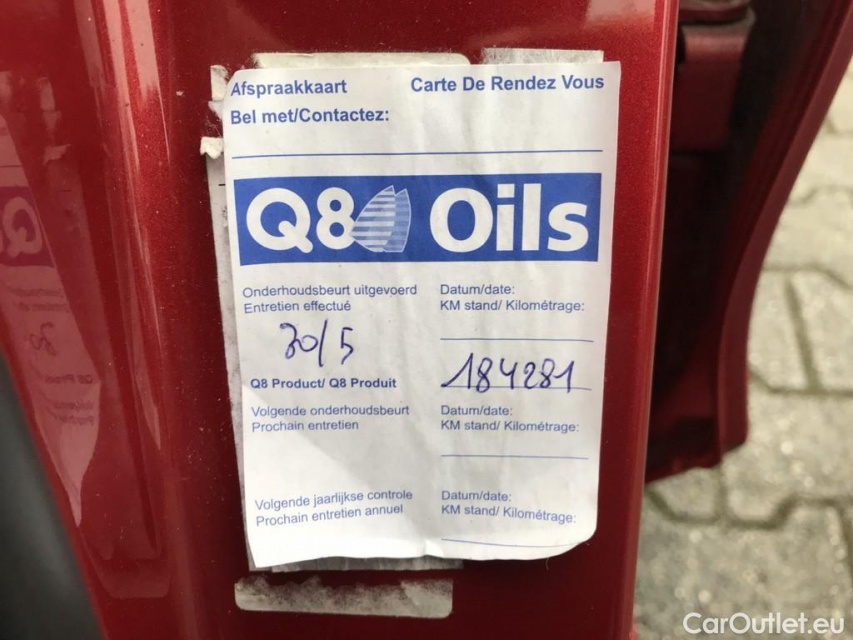 Afspraakkaart Carte De Rendez Vous
Bel met/Contactez:
Q8 Oils
Onderhoudsbeurt uitgevoerd Datum/date:
Entretien effectué KM stand/ Kilométrage:
30/5
184281
Q8 Product/ Q8 Produit
Volgende onderhoudsbeurt Datum/date:
Prochain entretien KM stand/ Kilométrage:
Volgende jaarlijkse controle Datum/date:
Prochain entretien annuel KM stand/ Kilométrage:
CarOutlet.eu